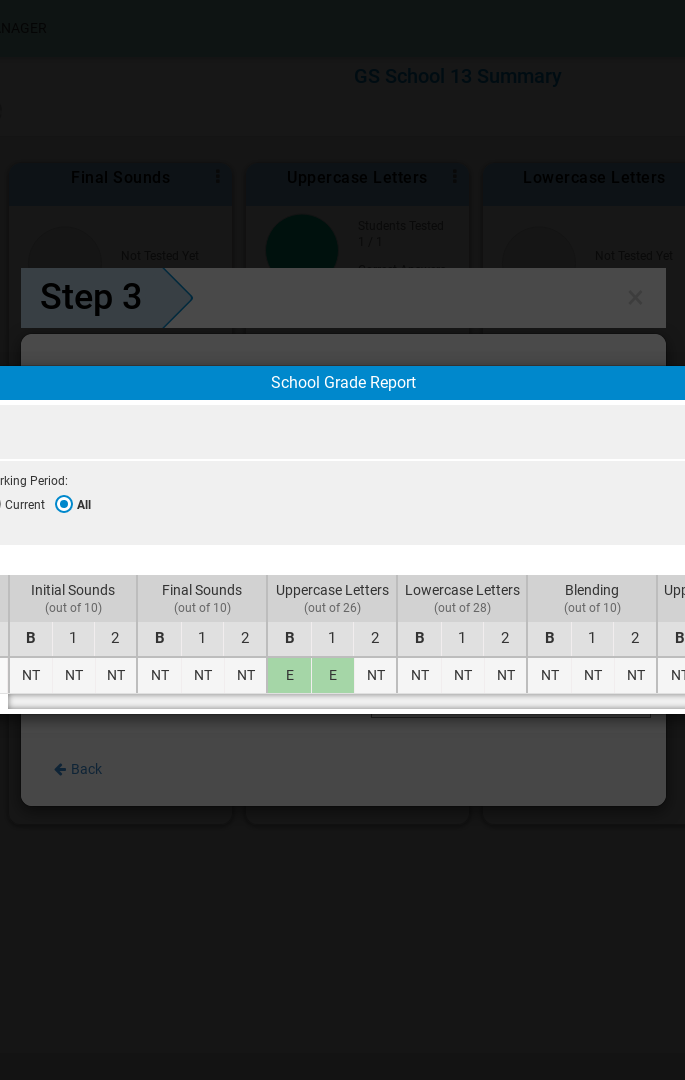 NAGER
GS School 13 Summary
Final Sounds
Uppercase Letters
Lowercase Letters
Students Tested
1 / 1
Not Tested Yet
Not Tested Yet
Step 3
×
School Grade Report
rking Period:
Current All
Initial Sounds Final Sounds Uppercase Letters Lowercase Letters Blending Upp
(out of 10) (out of 10) (out of 26) (out of 28) (out of 10)
B 1 2 B 1 2 B 1 2 B 1 2 B 1 2 B
NT NT NT NT NT NT E E NT NT NT NT NT NT NT NT
Back